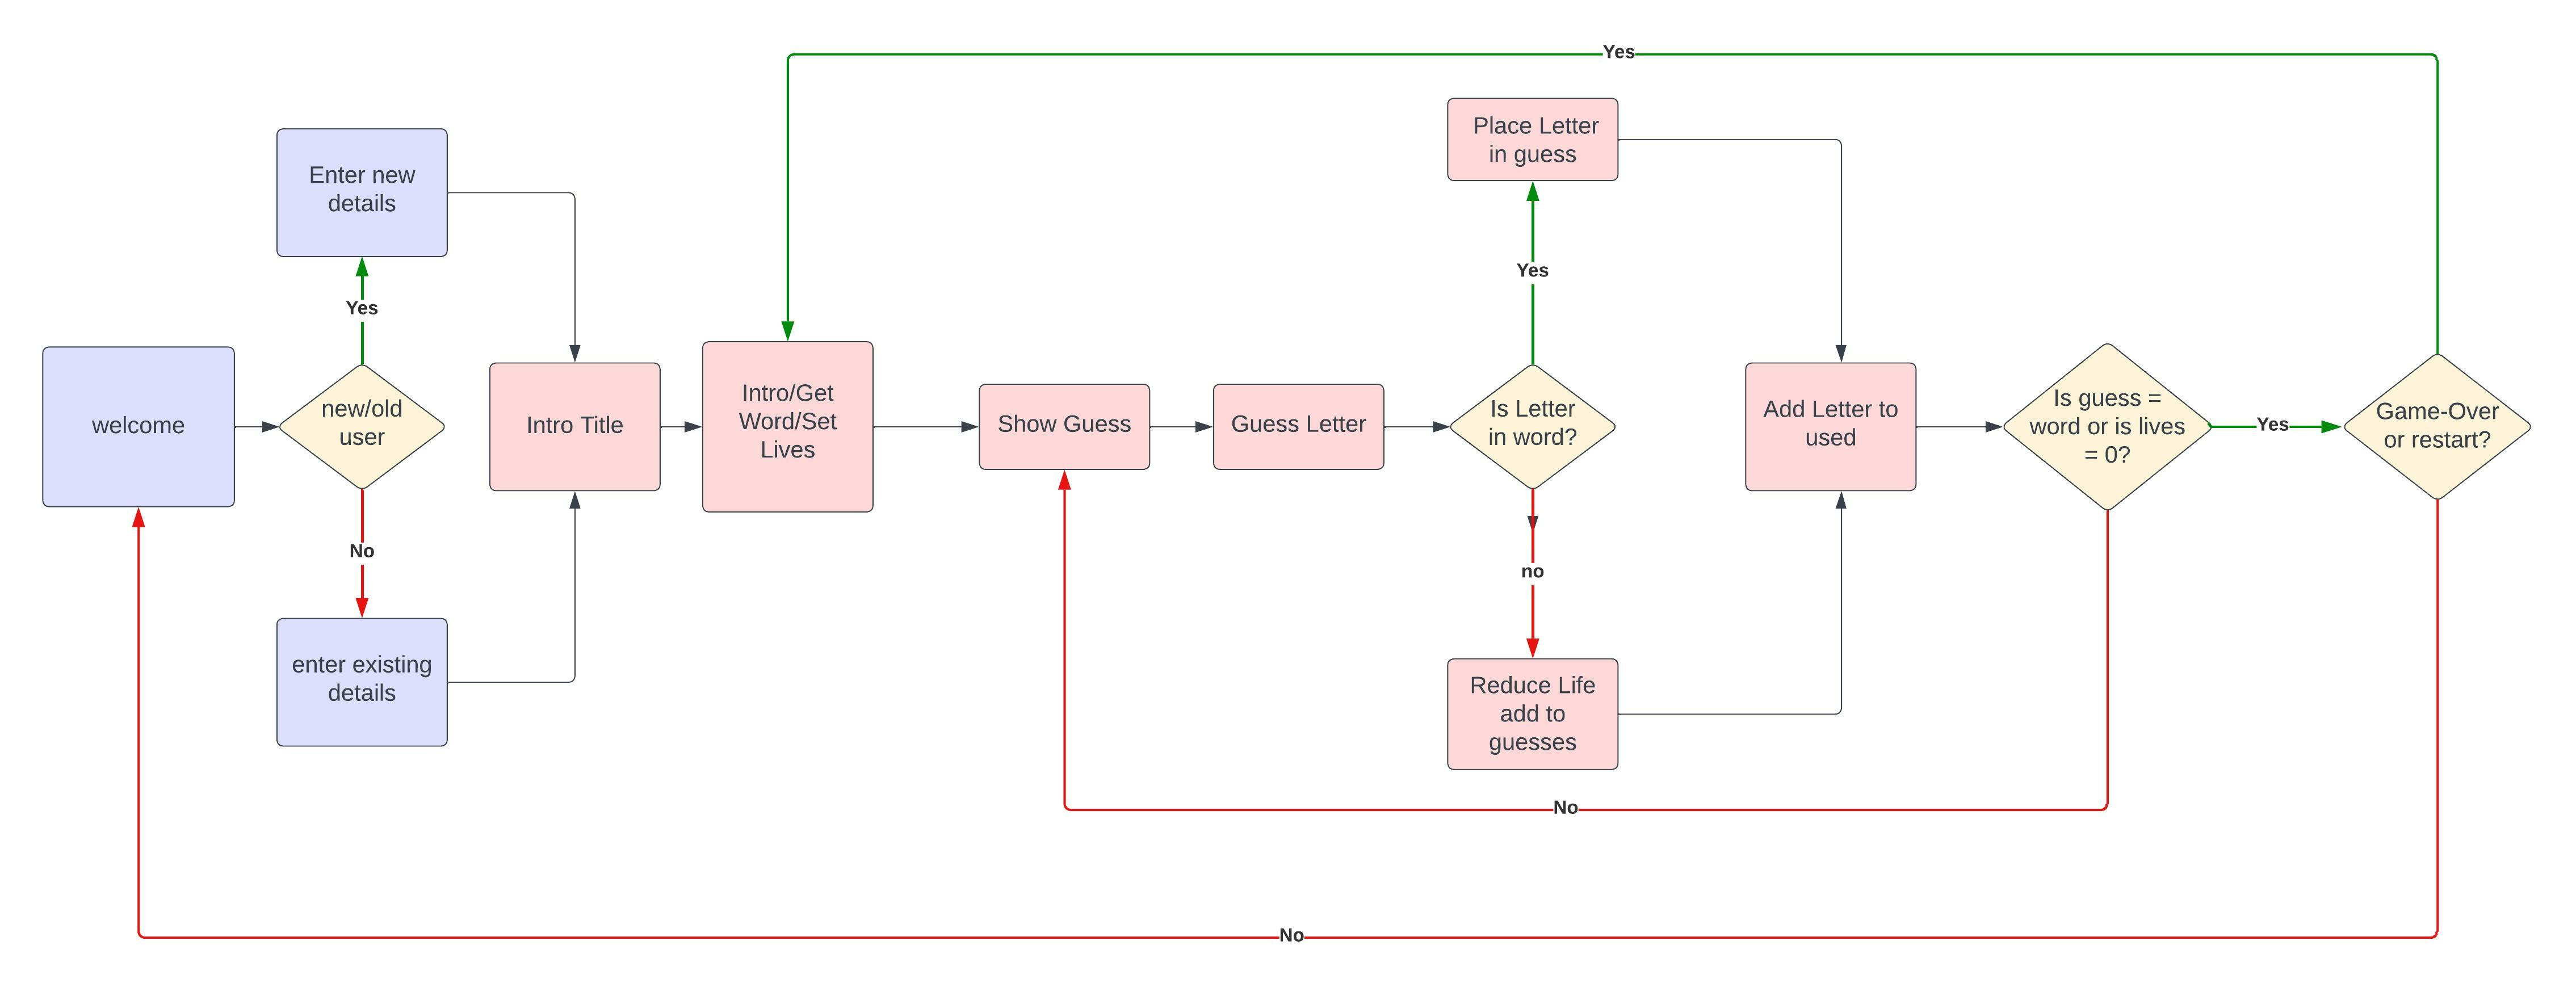 Yes
Place Letter
in guess
Enter new
details
Yes
Yes
welcome
new/old
user
Intro Title
Intro/Get
Word/Set
Lives
Show Guess
Guess Letter
Is Letter
in word?
Add Letter to
used
Is guess =
word or is lives
= 0?
Yes
Game-Over
or restart?
No
no
enter existing
details
Reduce Life
add to
guesses
No
No